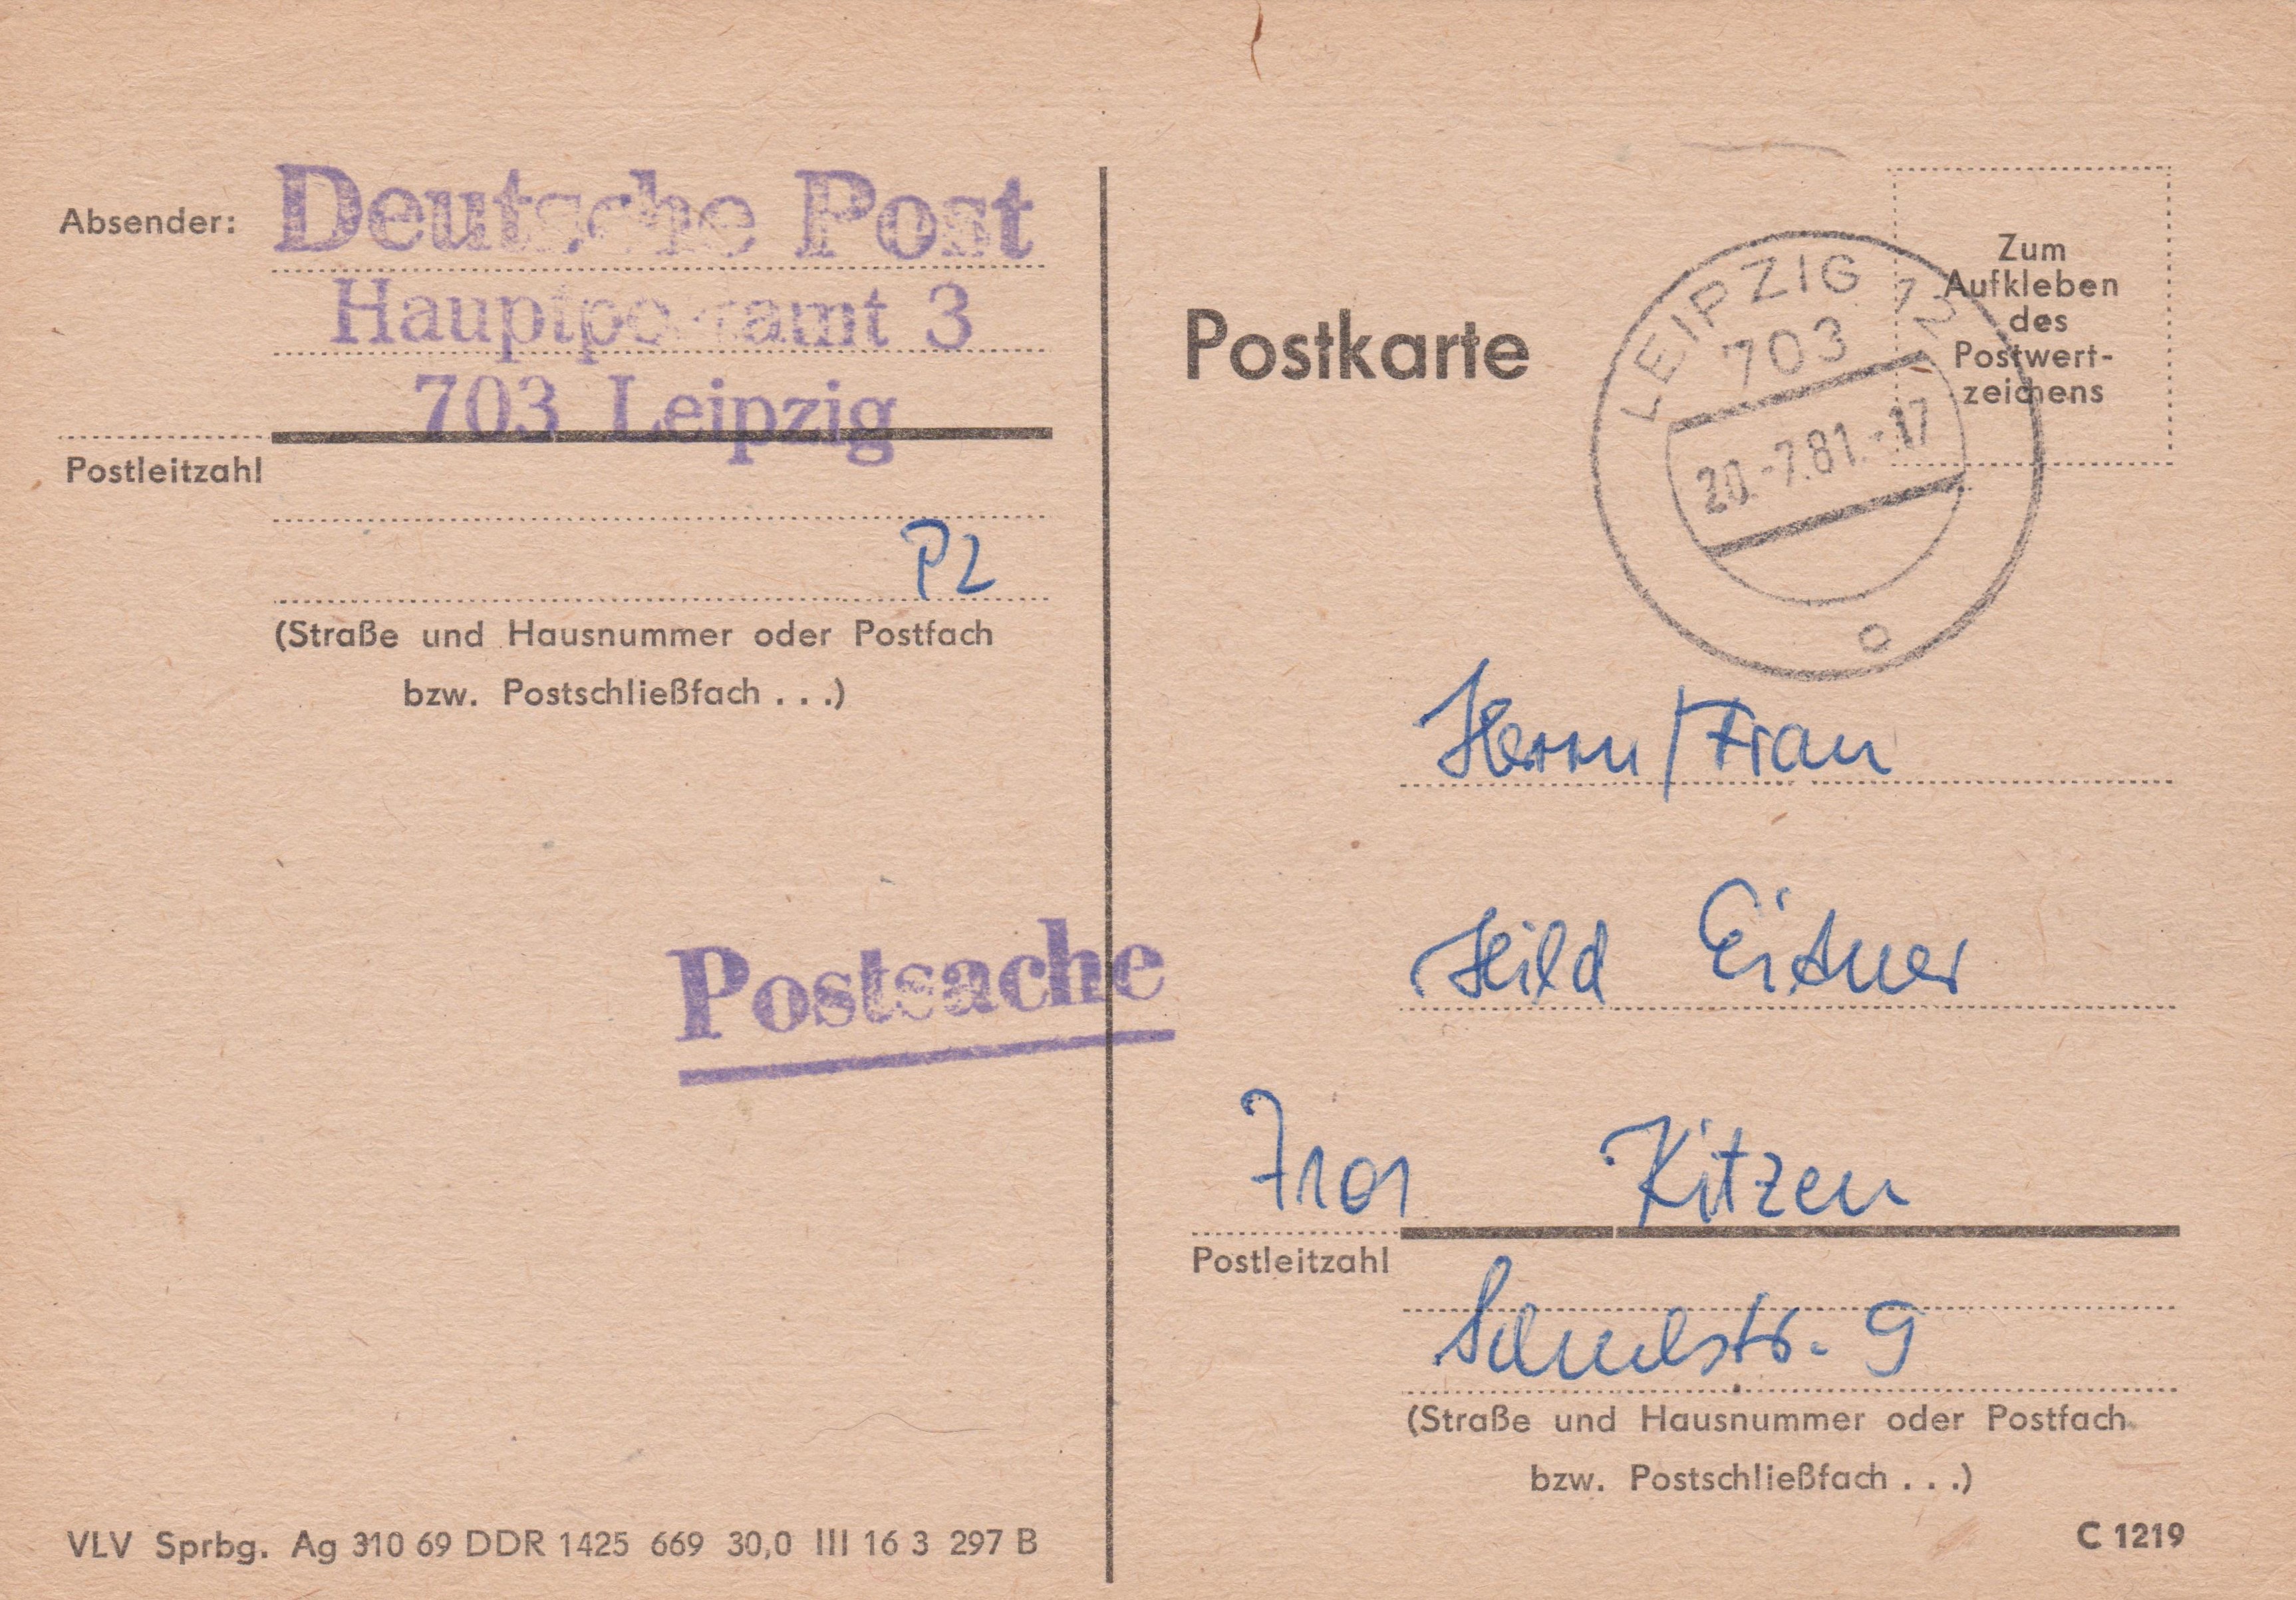 Absender:
Deutsche Post
Hauptpostamt 3
703 Leipzig
Postleitzahl
P2
(Straße und Hausnummer oder Postfach
bzw. Postschließfach . . .)
Postsache
VLV Sprbg. Ag 310 69 DDR 1425 669 30,0 III 16 3 297 B
Postkarte
LEIPZIG 12
703
20.-7.81.-17
c
Zum
Aufkleben
des
Postwert-
zeichens
Herrn/Frau
Hild Eitner
7101 Kitzen
Postleitzahl
Schulstr. 9
(Straße und Hausnummer oder Postfach
bzw. Postschließfach . . .)
C 1219